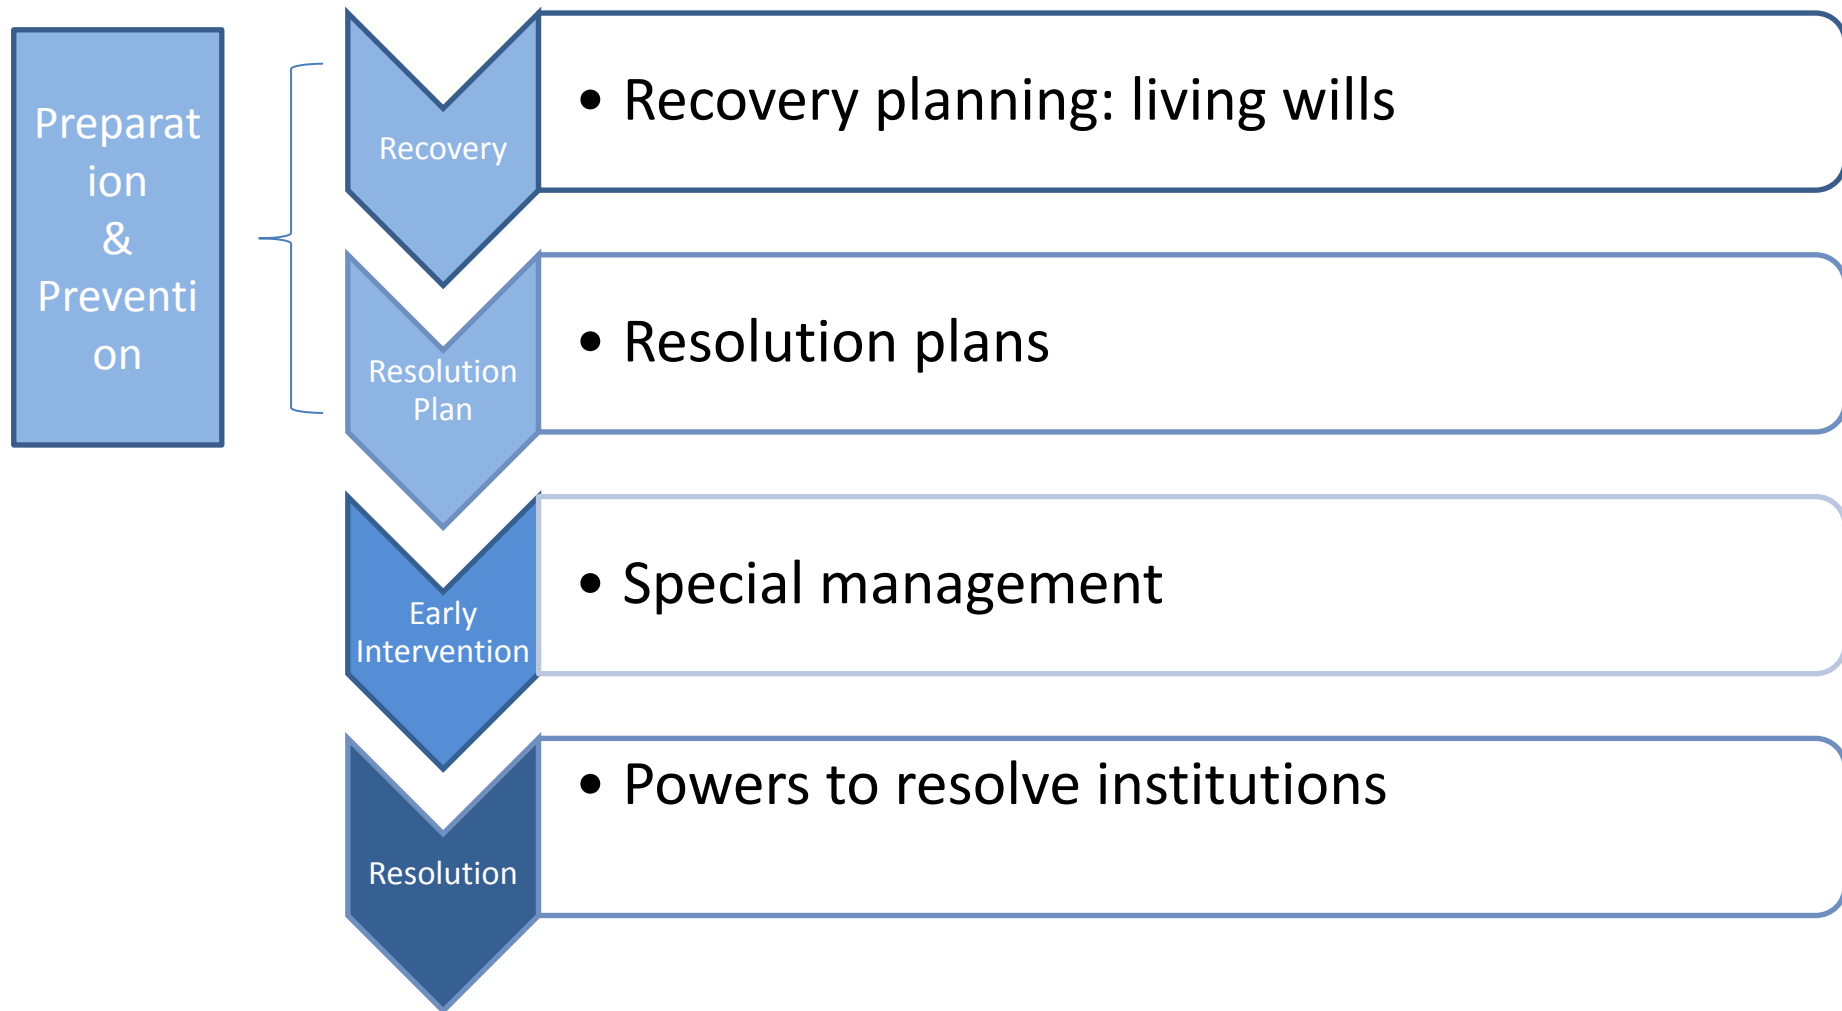 Preparat
ion
&
Preventi
on
Recovery
• Recovery planning: living wills
Resolution
Plan
• Resolution plans
Early
Intervention
• Special management
Resolution
• Powers to resolve institutions